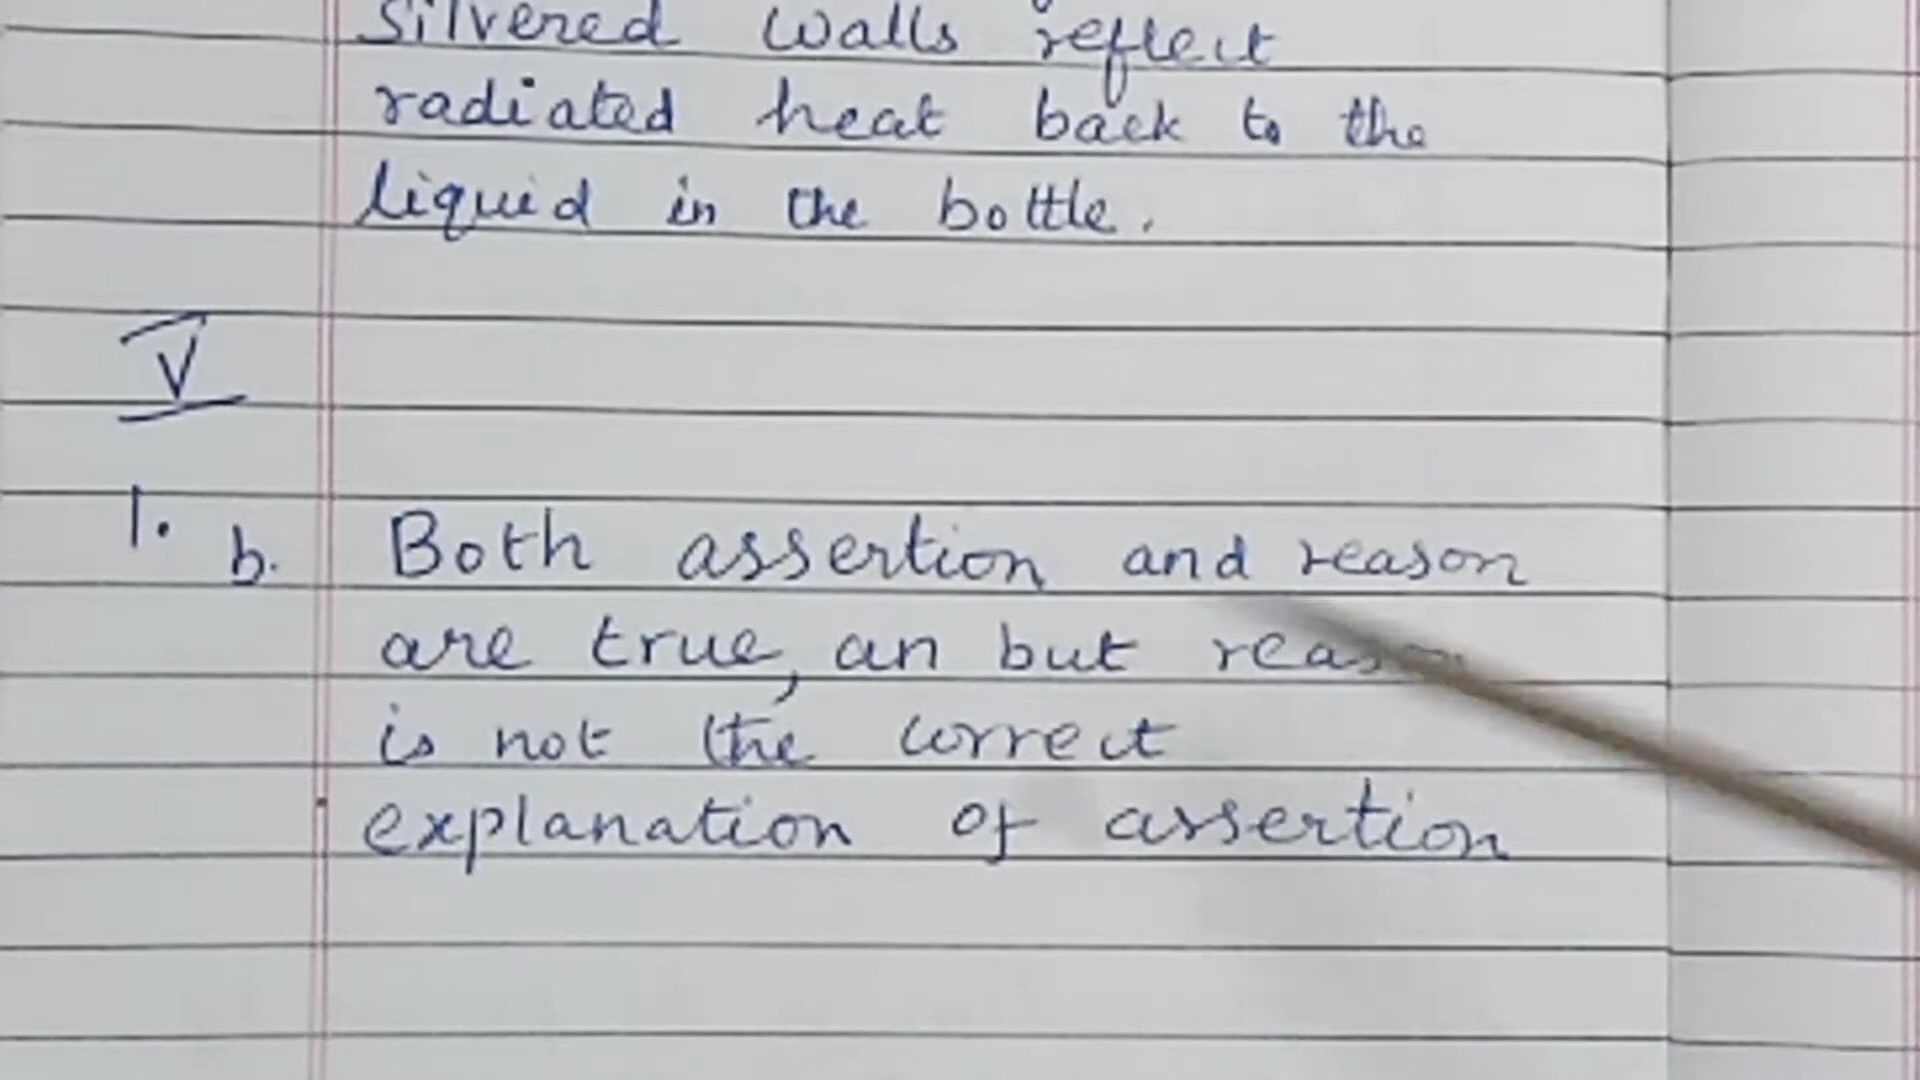 Silvered walls reflect
radiated heat back to the
liquid in the bottle.
V
1. b. Both assertion and reason
are true, an but reason
is not the correct
explanation of assertion